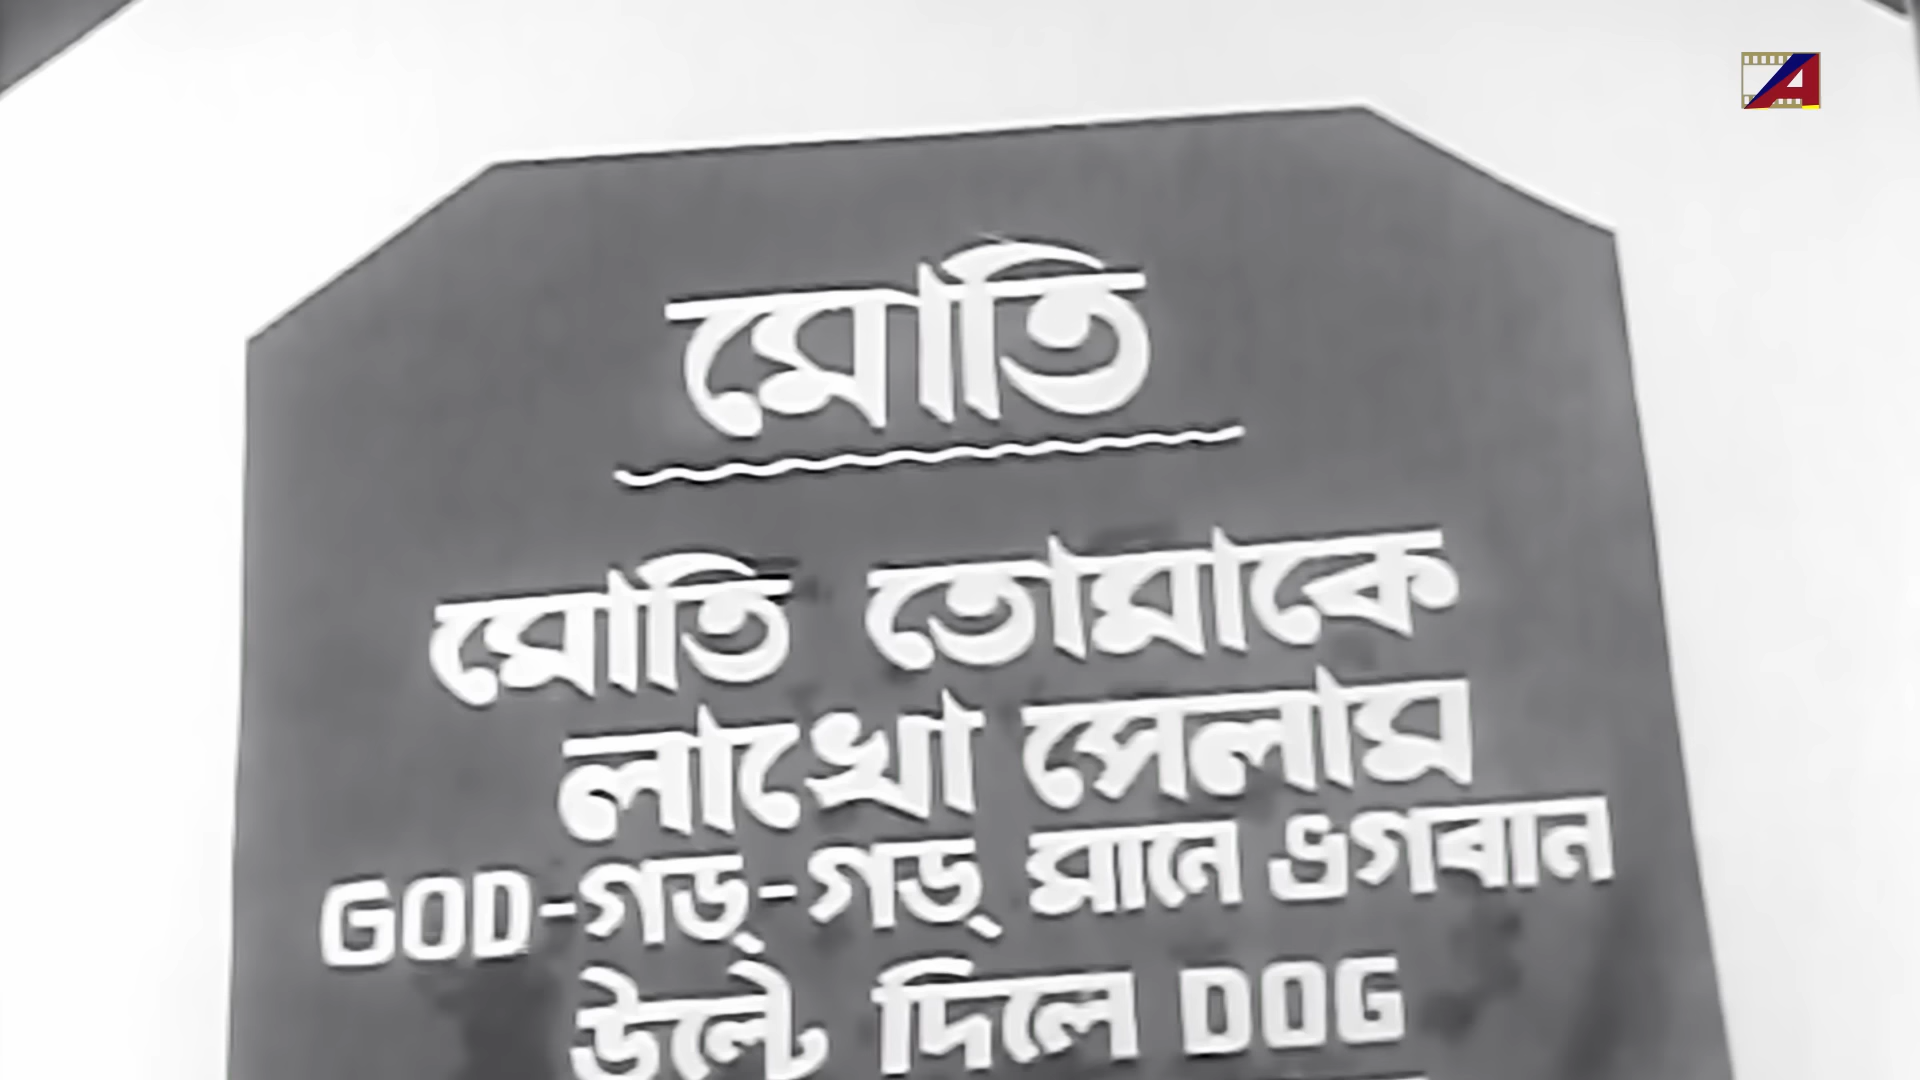 মোতি
মোতি তোমাকে
লাখো সেলাম
GOD-গড্-গড্ মানে ভগবান
উল্টে দিলে DOG